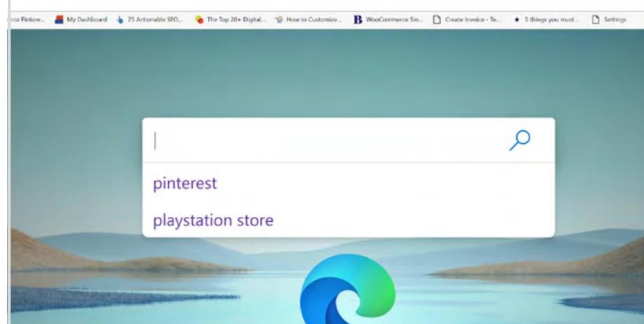 My Dashboard 75 Actionable SEO... The Top 20+ Digital... How to Customize... WooCommerce Sin... Create Invoice - Te... 5 things you must... Settings
pinterest
playstation store